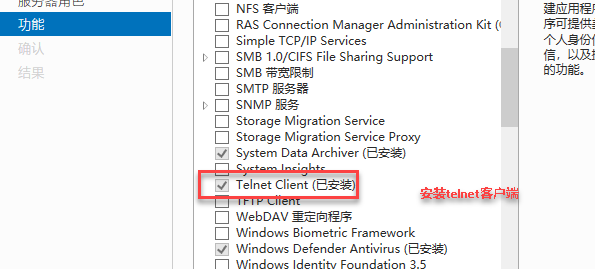 服务器角色
功能
确认
结果
NFS 客户端
RAS Connection Manager Administration Kit (
Simple TCP/IP Services
SMB 1.0/CIFS File Sharing Support
SMB 带宽限制
SMTP 服务器
SNMP 服务
Storage Migration Service
Storage Migration Service Proxy
System Data Archiver (已安装)
System Insights
Telnet Client (已安装)
TFTP Client
WebDAV 重定向程序
Windows Biometric Framework
Windows Defender Antivirus (已安装)
Windows Identity Foundation 3.5
安装telnet客户端
建应用程序
序可提供
个人身份
信，以及
的功能。